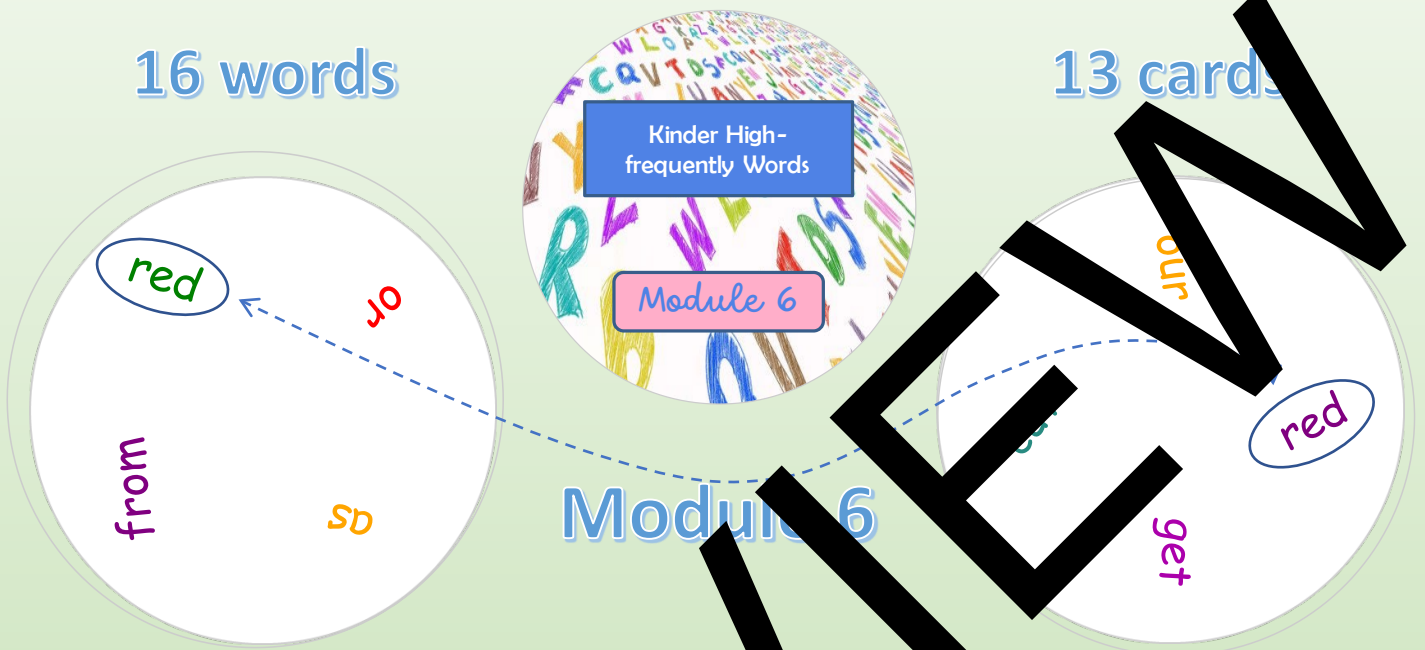 16 words
13 cards
Kinder High-
frequently Words
Module 6
red
or
from
as
our
red
get
Module 6